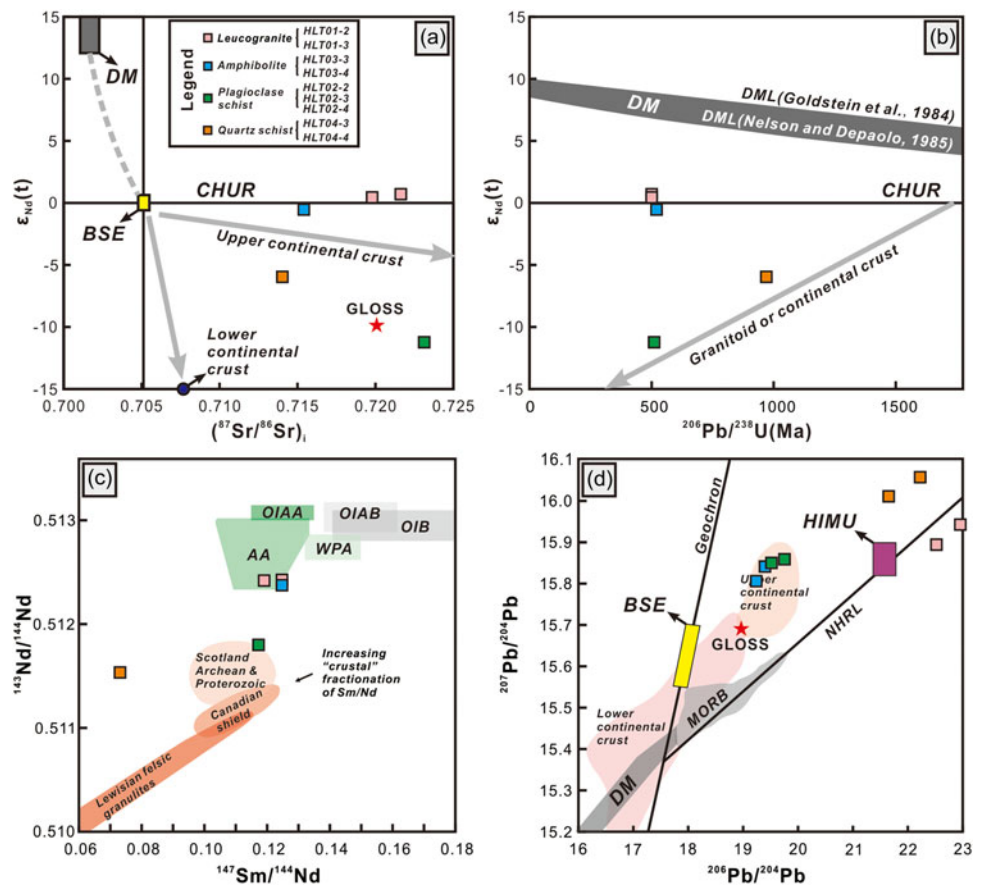 15
10
5
0
-5
-10
-15
ε Nd (t)
(a)
DM
Legend
Leucogranite
HLT01-2
HLT01-3
Amphibolite
HLT03-3
HLT03-4
Plagioclase
schist
HLT02-2
HLT02-3
HLT02-4
Quartz schist
HLT04-3
HLT04-4
CHUR
BSE
Upper continental crust
GLOSS
Lower
continental
crust
0.700 0.705 0.710 0.715 0.720 0.725
(⁸⁷Sr/⁸⁶Sr)i
15
10
5
0
-5
-10
-15
ε Nd (t)
(b)
DML(Goldstein et al., 1984)
DM
DML(Nelson and Depaolo, 1985)
CHUR
Granitoid or continental crust
0 500 1000 1500
²⁰⁶Pb/²³⁸U(Ma)
(c)
0.513
0.512
0.511
0.510
¹⁴³Nd/¹⁴⁴Nd
OIAA
OIAB
OIB
AA
WPA
Scotland
Archean &
Proterozoic
Increasing
"crustal"
fractionation
of Sm/Nd
Canadian
shield
Lewisian felsic
granulites
0.06 0.08 0.10 0.12 0.14 0.16 0.18
¹⁴⁷Sm/¹⁴⁴Nd
(d)
16.1
16.0
15.9
15.8
15.7
15.6
15.5
15.4
15.3
15.2
²⁰⁷Pb/²⁰⁴Pb
Geochron
HIMU
BSE
Upper
continental
crust
GLOSS
NHRL
MORB
Lower
continental
crust
DM
16 17 18 19 20 21 22 23
²⁰⁶Pb/²⁰⁴Pb